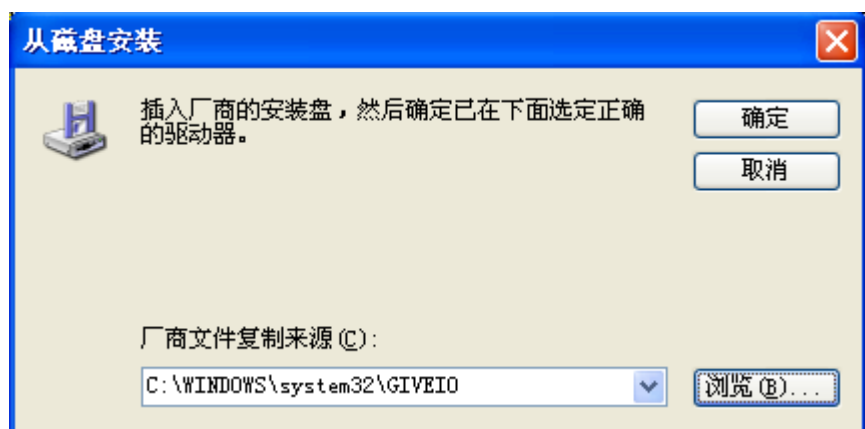 从磁盘安装
插入厂商的安装盘，然后确定已在下面选定正确
的驱动器。
确定
取消
厂商文件复制来源(C):
C:\WINDOWS\system32\GIVEIO
浏览(B)...